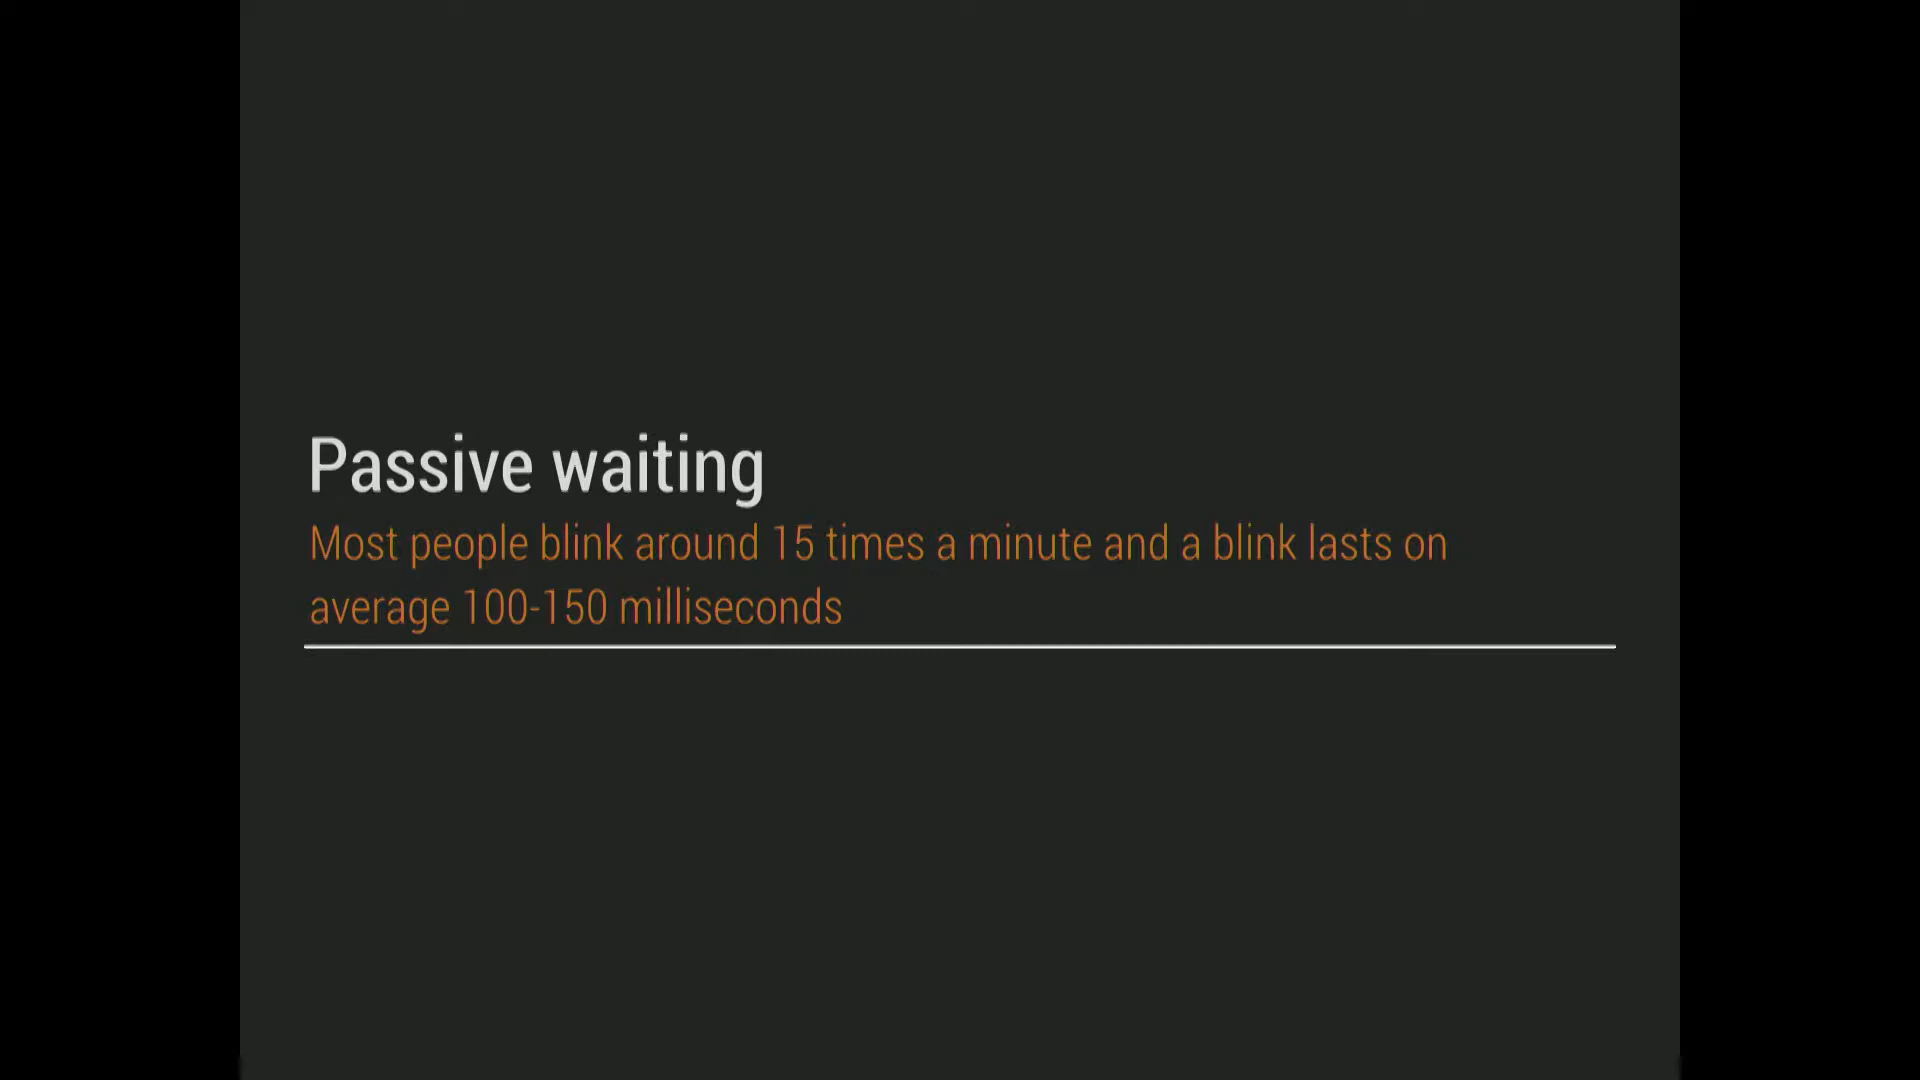 Passive waiting
Most people blink around 15 times a minute and a blink lasts on
average 100-150 milliseconds